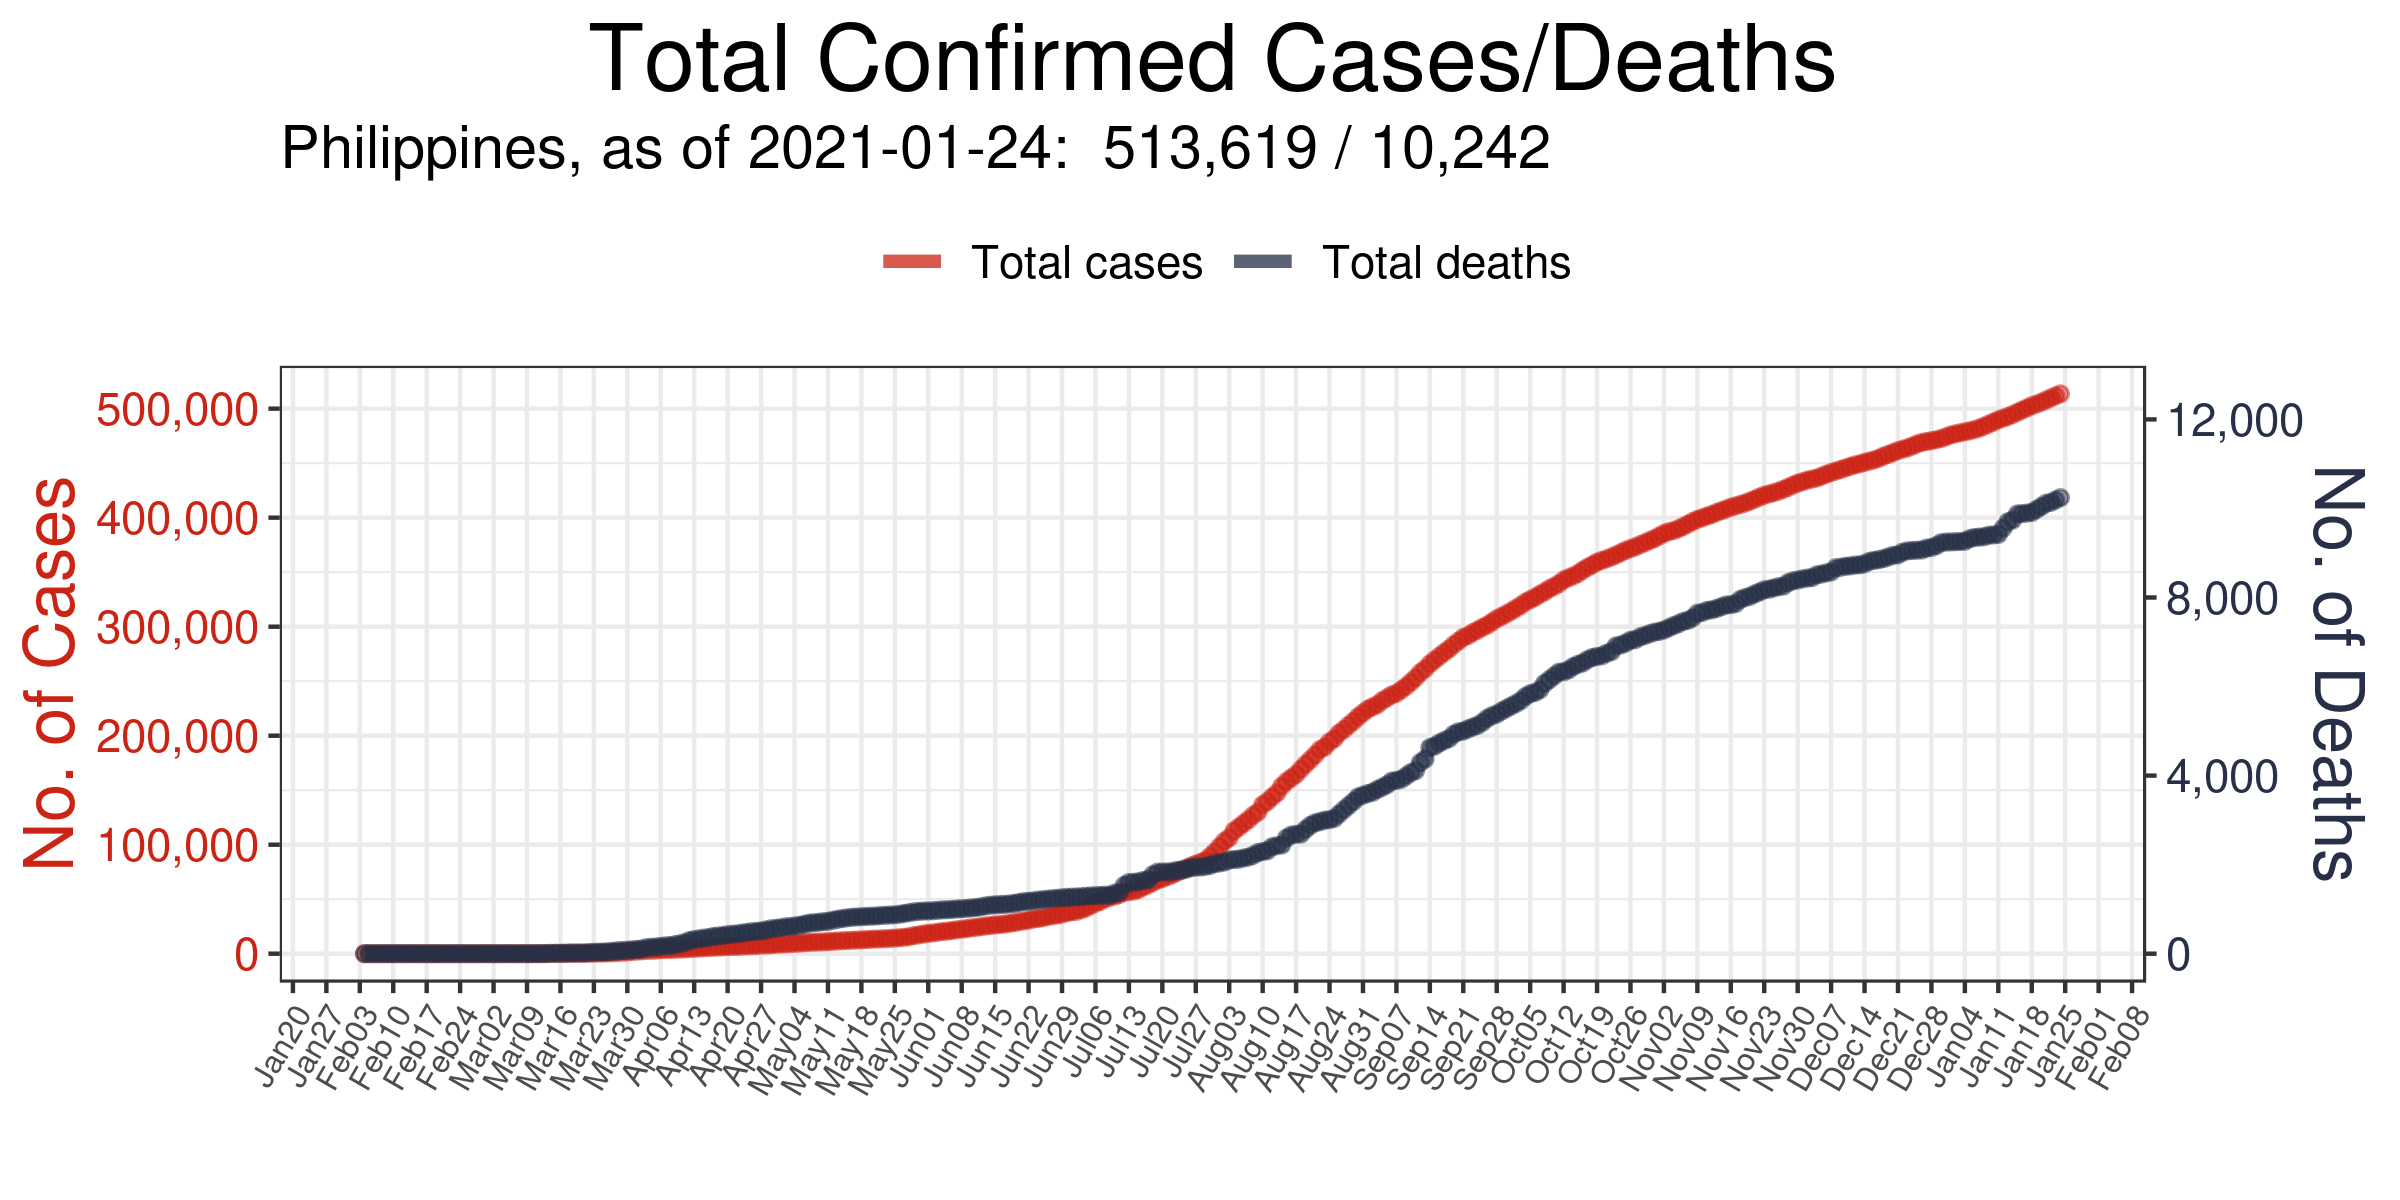 Total Confirmed Cases/Deaths
Philippines, as of 2021-01-24: 513,619 / 10,242
Total cases
Total deaths
No. of Cases
500,000
400,000
300,000
200,000
100,000
0
12,000
8,000
4,000
0
No. of Deaths
Jan20
Jan27
Feb03
Feb10
Feb17
Feb24
Mar02
Mar09
Mar16
Mar23
Mar30
Apr06
Apr13
Apr20
Apr27
May04
May11
May18
May25
Jun01
Jun08
Jun15
Jun22
Jun29
Jul06
Jul13
Jul20
Jul27
Aug03
Aug10
Aug17
Aug24
Aug31
Sep07
Sep14
Sep21
Sep28
Oct05
Oct12
Oct19
Oct26
Nov02
Nov09
Nov16
Nov23
Nov30
Dec07
Dec14
Dec21
Dec28
Jan04
Jan11
Jan18
Jan25
Feb01
Feb08